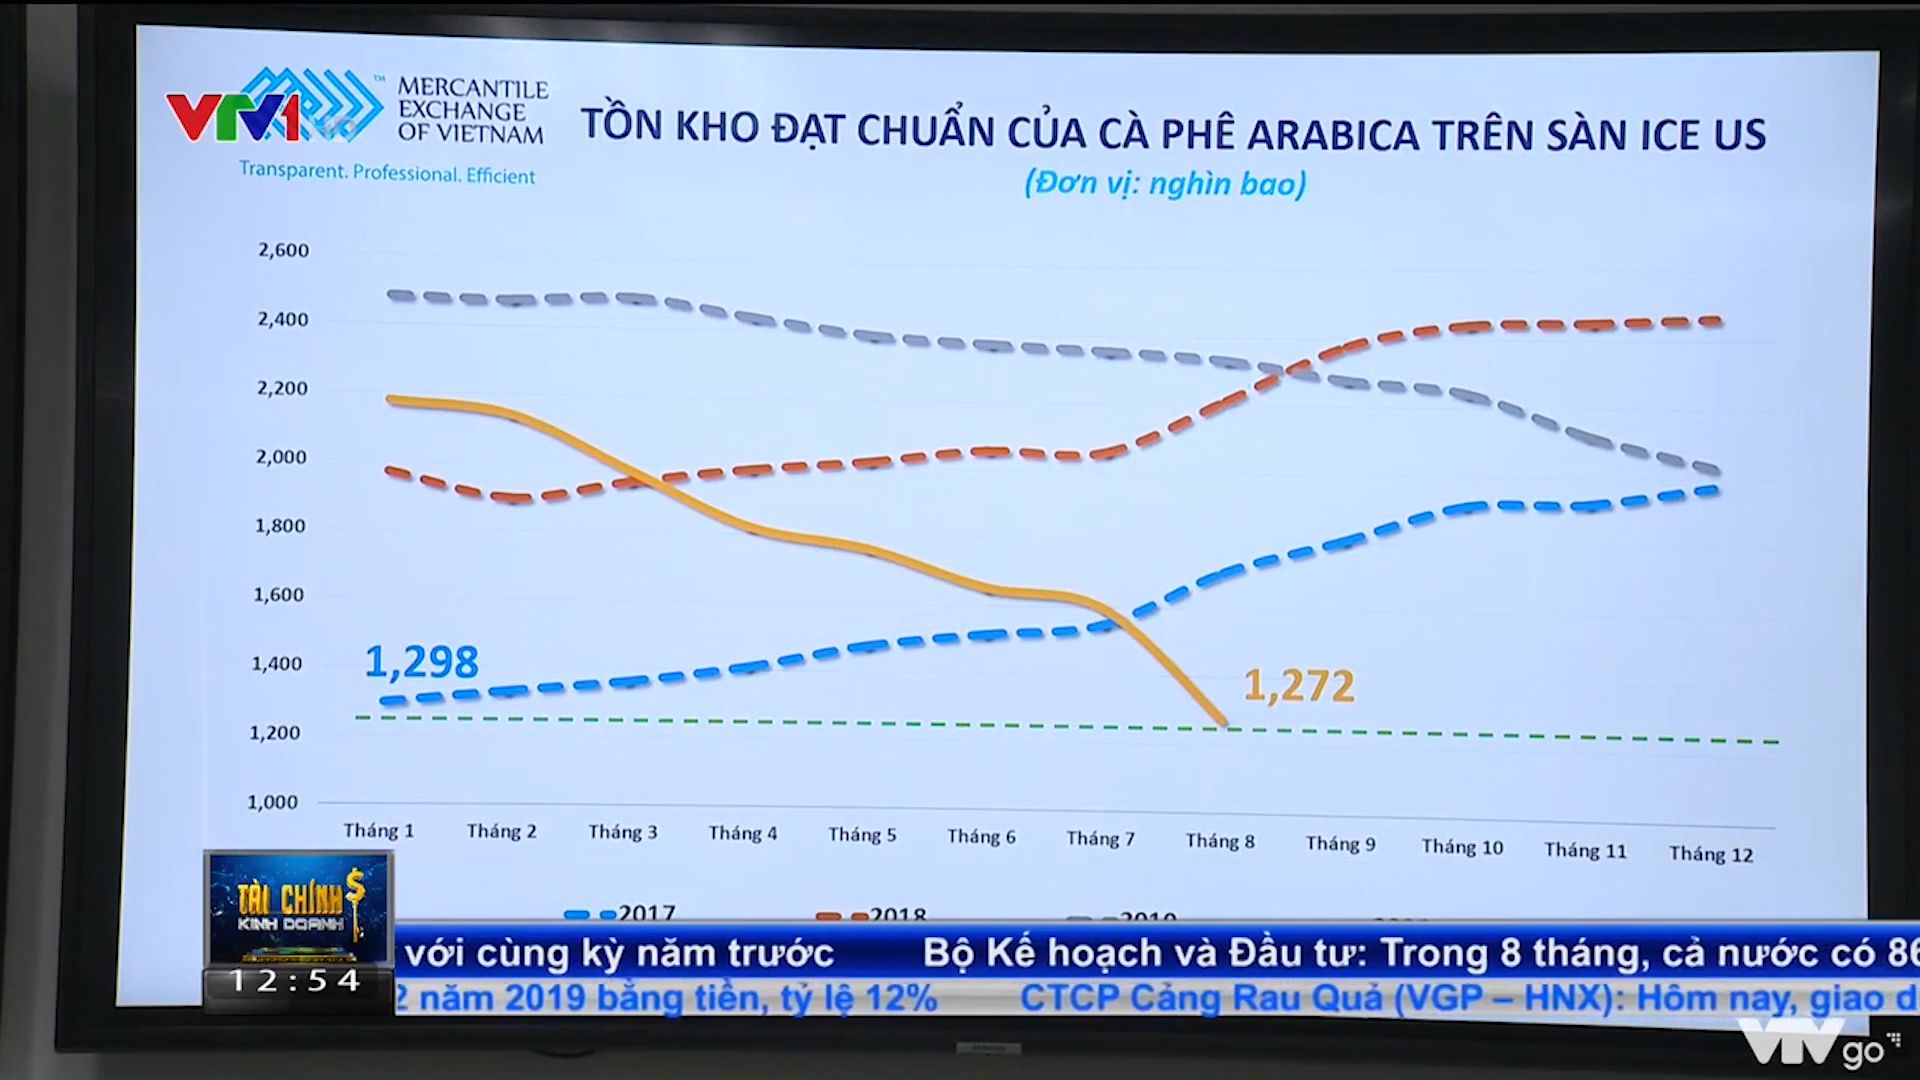 VTV1
MERCANTILE
EXCHANGE
OF VIETNAM
Transparent. Professional. Efficient
TỒN KHO ĐẠT CHUẨN CỦA CÀ PHÊ ARABICA TRÊN SÀN ICE US
(Đơn vị: nghìn bao)
2,600
2,400
2,200
2,000
1,800
1,600
1,400
1,200
1,000
1,298
1,272
Tháng 1 Tháng 2 Tháng 3 Tháng 4 Tháng 5 Tháng 6 Tháng 7 Tháng 8 Tháng 9 Tháng 10 Tháng 11 Tháng 12
2017 2018 2019
TÀI CHÍNH $
KINH DOANH
12:54
với cùng kỳ năm trước Bộ Kế hoạch và Đầu tư: Trong 8 tháng, cả nước có 86
2 năm 2019 bằng tiền, tỷ lệ 12% CTCP Cảng Rau Quả (VGP – HNX): Hôm nay, giao d
VTV go